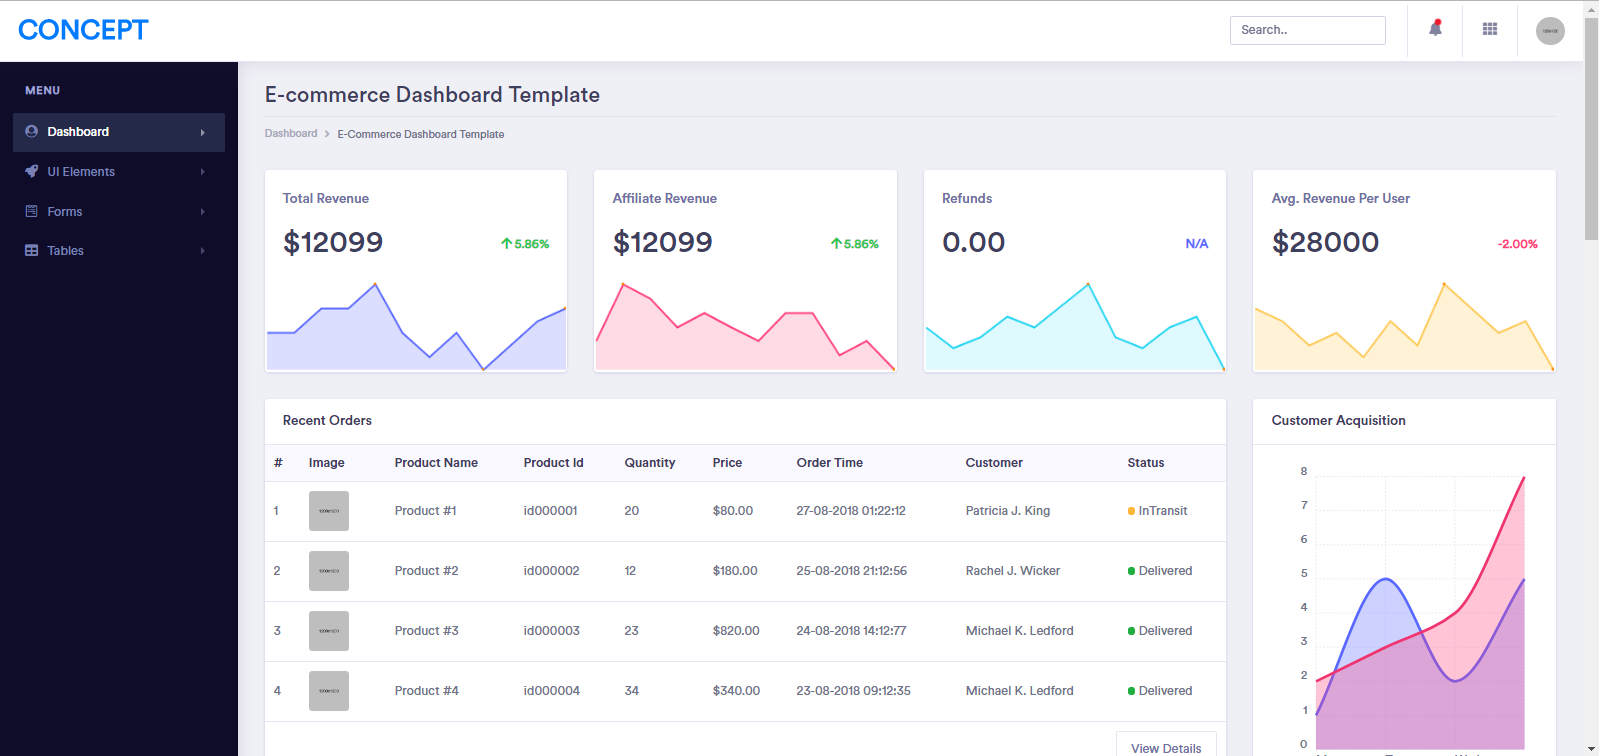 CONCEPT
Search..
MENU
Dashboard
UI Elements
Forms
Tables
E-commerce Dashboard Template
Dashboard
E-Commerce Dashboard Template
Total Revenue
$12099
5.86%
Affiliate Revenue
$12099
5.86%
Refunds
0.00
N/A
Avg. Revenue Per User
$28000
-2.00%
Recent Orders
# Image Product Name Product Id Quantity Price Order Time Customer Status
1 Product #1 id000001 20 $80.00 27-08-2018 01:22:12 Patricia J. King InTransit
2 Product #2 id000002 12 $180.00 25-08-2018 21:12:56 Rachel J. Wicker Delivered
3 Product #3 id000003 23 $820.00 24-08-2018 14:12:77 Michael K. Ledford Delivered
4 Product #4 id000004 34 $340.00 23-08-2018 09:12:35 Michael K. Ledford Delivered
View Details
Customer Acquisition
8
7
6
5
4
3
2
1
0